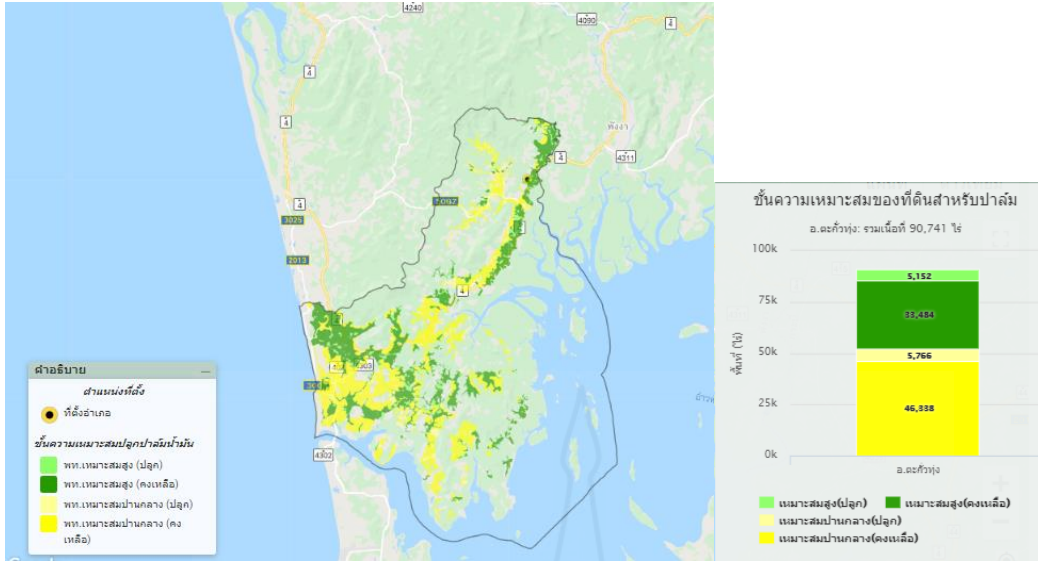 4240
4090
4
4
4
พังงา
4
4311
4
3025
2013
4
4302
คำอธิบาย
ตำแหน่งที่ตั้ง
ที่ตั้งอำเภอ
ชั้นความเหมาะสมปลูกปาล์มน้ำมัน
พท.เหมาะสมสูง (ปลูก)
พท.เหมาะสมสูง (คงเหลือ)
พท.เหมาะสมปานกลาง (ปลูก)
พท.เหมาะสมปานกลาง (คง
เหลือ)
ชั้นความเหมาะสมของที่ดินสำหรับปาล์ม
อ.ตะกั่วทุ่ง: รวมเนื้อที่ 90,741 ไร่
100k
75k
50k
25k
0k
พื้นที่ (ไร่)
5,152
33,484
5,766
46,338
อ.ตะกั่วทุ่ง
เหมาะสมสูง(ปลูก) เหมาะสมสูง(คงเหลือ)
เหมาะสมปานกลาง(ปลูก)
เหมาะสมปานกลาง(คงเหลือ)